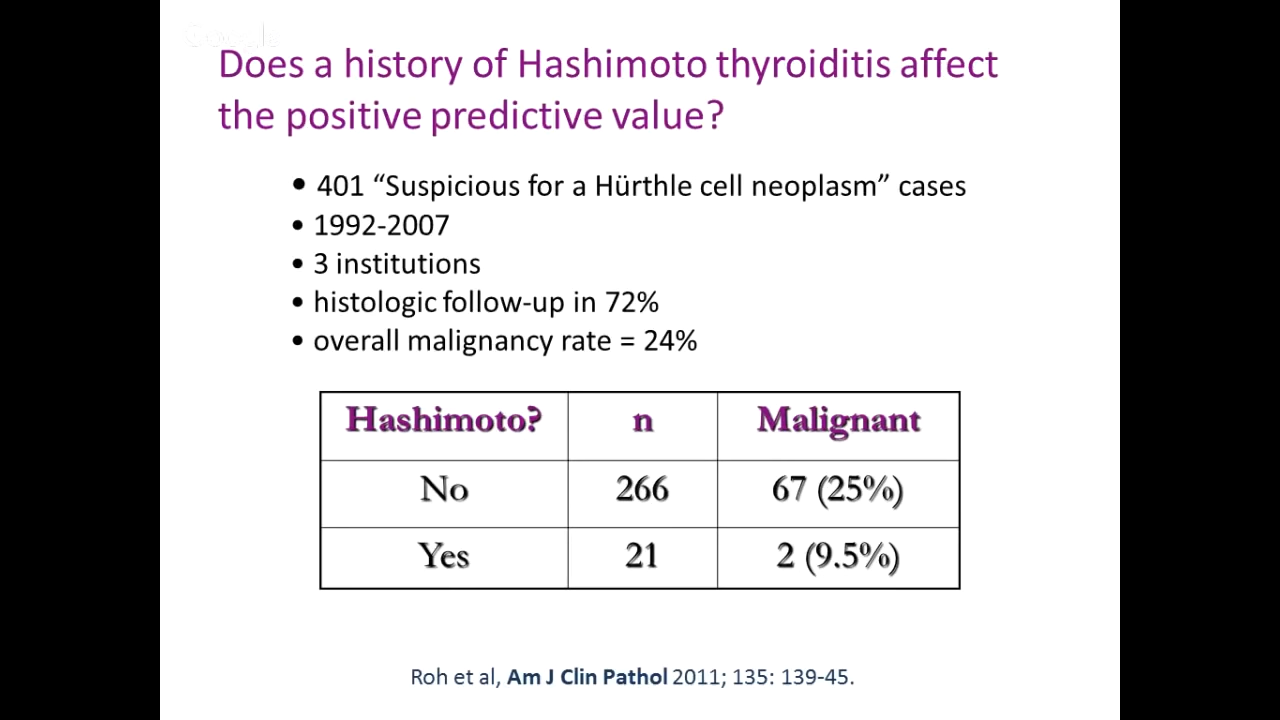 Google
Does a history of Hashimoto thyroiditis affect
the positive predictive value?
• 401 “Suspicious for a Hürthle cell neoplasm” cases
• 1992-2007
• 3 institutions
• histologic follow-up in 72%
• overall malignancy rate = 24%
Hashimoto? n Malignant
No 266 67 (25%)
Yes 21 2 (9.5%)
Roh et al, Am J Clin Pathol 2011; 135: 139-45.